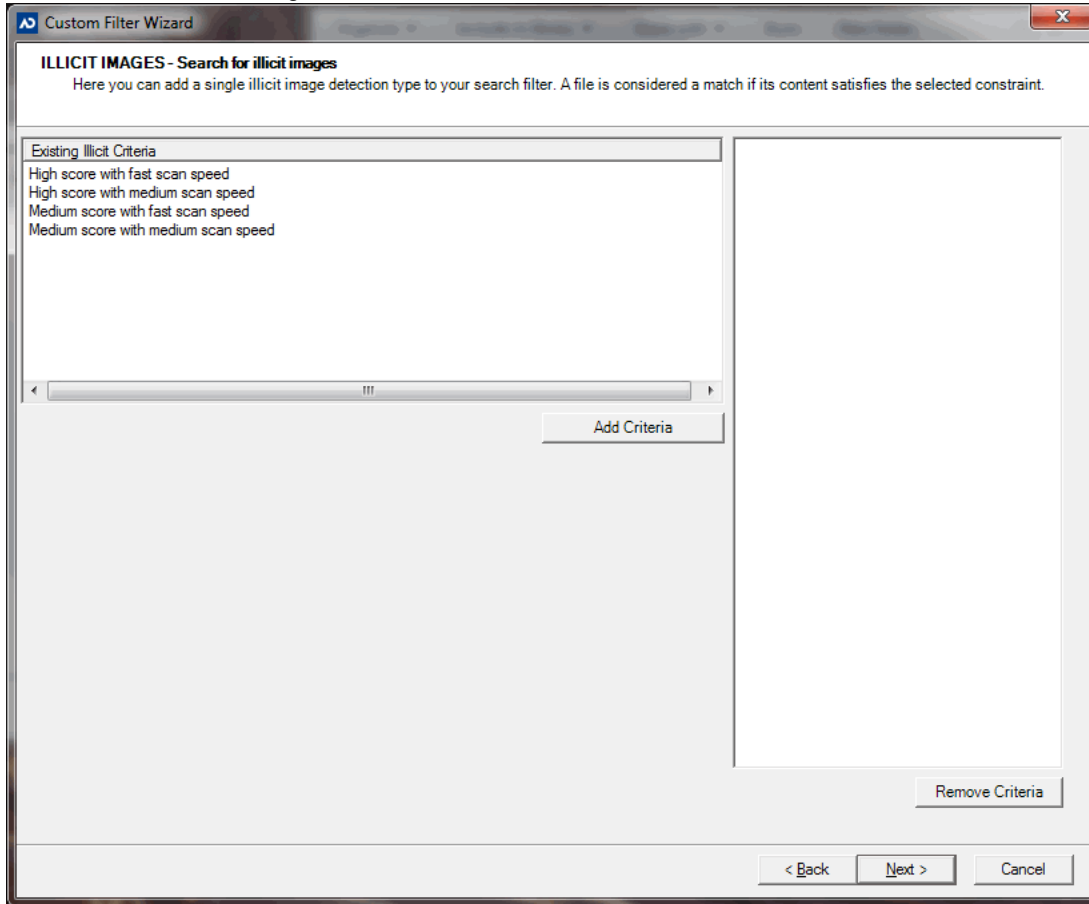 Custom Filter Wizard
ILLICIT IMAGES - Search for illicit images
Here you can add a single illicit image detection type to your search filter. A file is considered a match if its content satisfies the selected constraint.
Existing Illicit Criteria
High score with fast scan speed
High score with medium scan speed
Medium score with fast scan speed
Medium score with medium scan speed
Add Criteria
Remove Criteria
< Back
Next >
Cancel